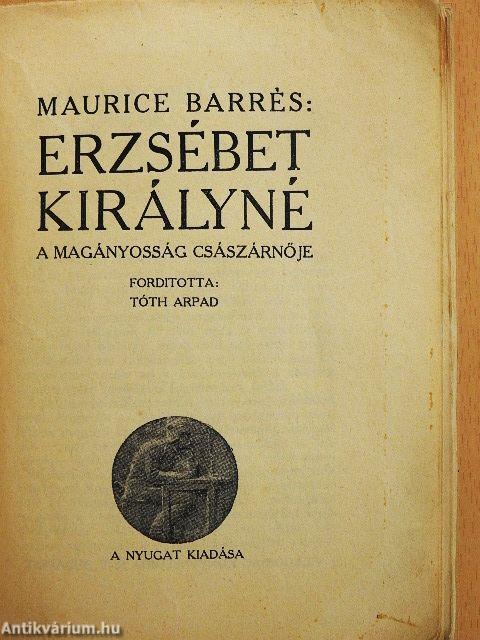 MAURICE BARRÈS:
ERZSÉBET
KIRÁLYNÉ
A MAGÁNYOSSÁG CSÁSZÁRNŐJE
FORDITOTTA:
TÓTH ARPAD
A NYUGAT KIADÁSA
Antikvárium.hu